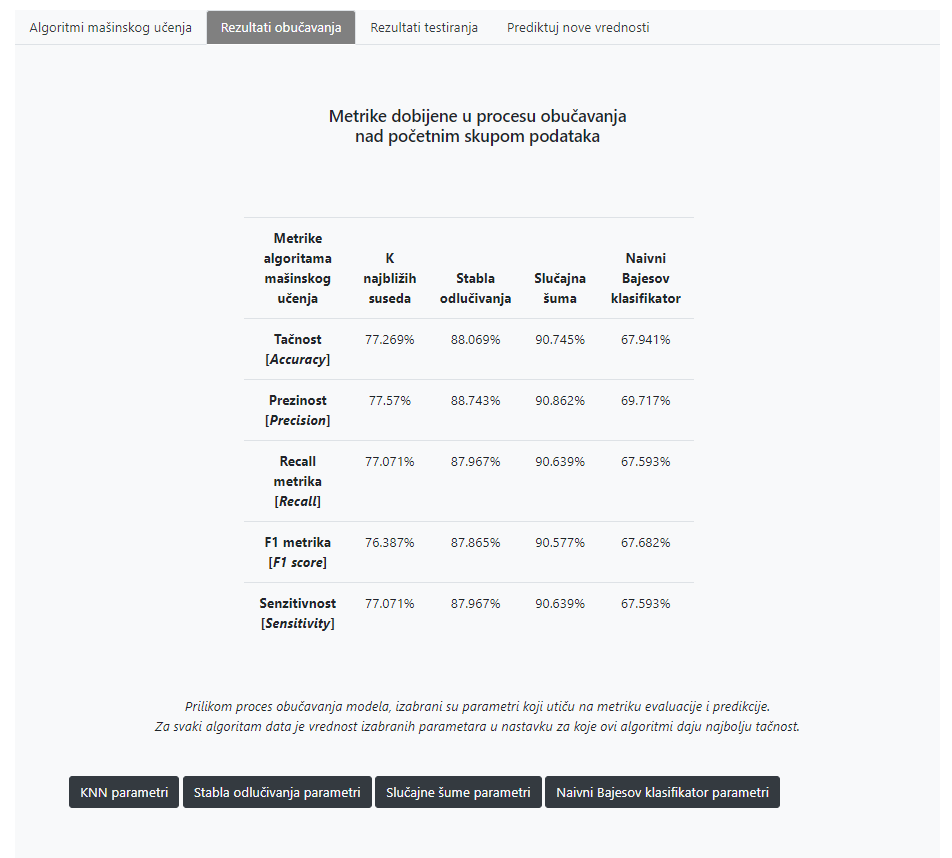 Algoritmi mašinskog učenja Rezultati obučavanja Rezultati testiranja Prediktuj nove vrednosti
Metrike dobijene u procesu obučavanja
nad početnim skupom podataka
Metrike
algoritama K Naivni
mašinskog najbližih Stabla Slučajna Bajesov
učenja suseda odlučivanja šuma klasifikator
Tačnost 77.269% 88.069% 90.745% 67.941%
[Accuracy]
Prezinost 77.57% 88.743% 90.862% 69.717%
[Precision]
Recall 77.071% 87.967% 90.639% 67.593%
metrika
[Recall]
F1 metrika 76.387% 87.865% 90.577% 67.682%
[F1 score]
Senzitivnost 77.071% 87.967% 90.639% 67.593%
[Sensitivity]
Prilikom proces obučavanja modela, izabrani su parametri koji utiču na metriku evaluacije i predikcije.
Za svaki algoritam data je vrednost izabranih parametara u nastavku za koje ovi algoritmi daju najbolju tačnost.
KNN parametri Stabla odlučivanja parametri Slučajne šume parametri Naivni Bajesov klasifikator parametri